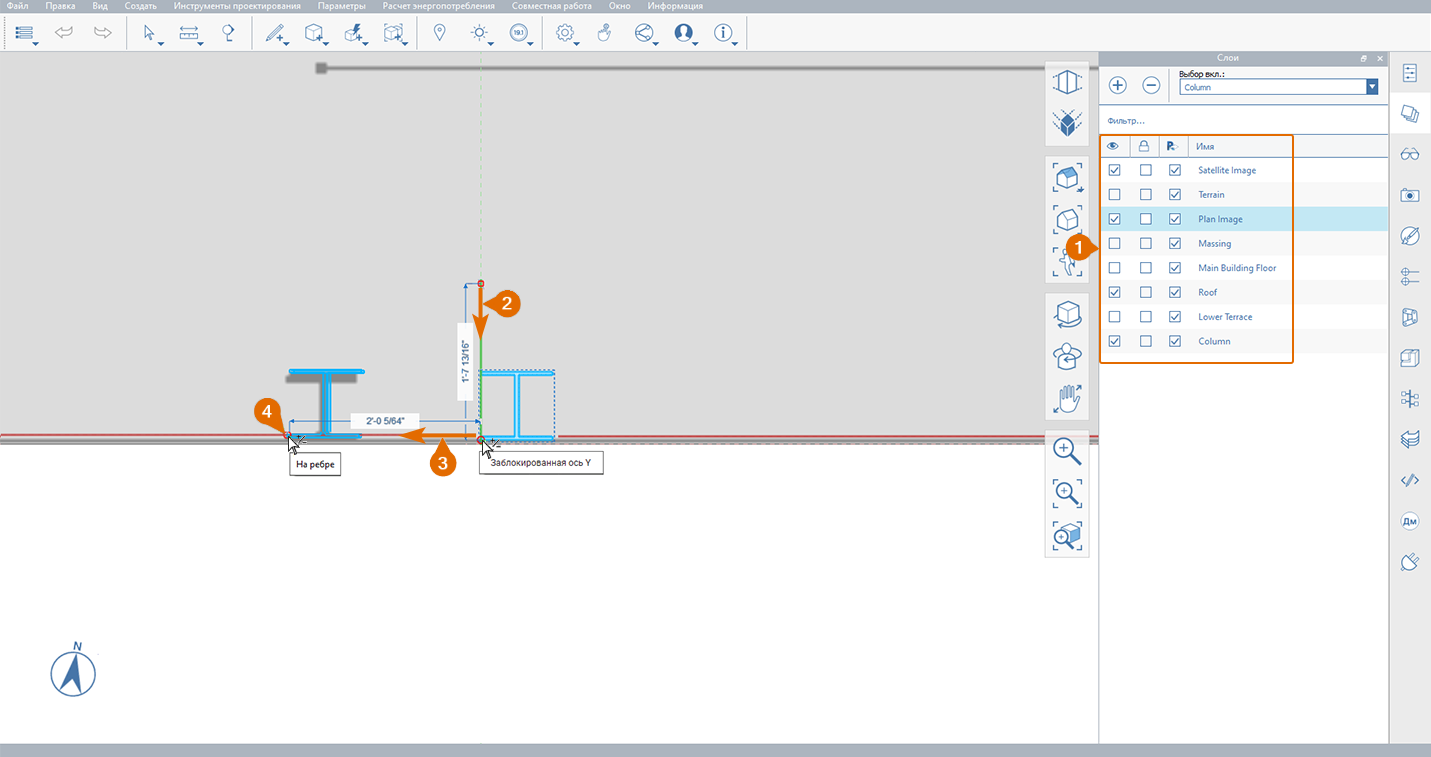 Файл Правка Вид Создать Инструменты проектирования Параметры Расчет энергопотребления Совместная работа Окно Информация
19.1
Слои
Выбор вкл.:
Column
Фильтр...
Имя
Satellite Image
Terrain
Plan Image
Massing
Main Building Floor
Roof
Lower Terrace
Column
1
2
1'-7 13/16"
4
2'-0 5/64"
3
На ребре
Заблокированная ось Y
Дм
N